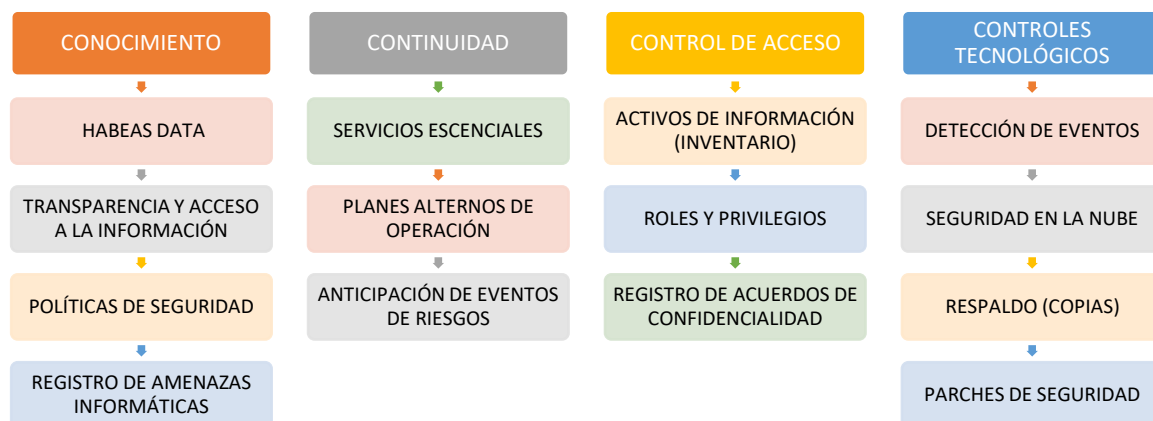 CONOCIMIENTO
HABEAS DATA
TRANSPARENCIA Y ACCESO
A LA INFORMACIÓN
POLÍTICAS DE SEGURIDAD
REGISTRO DE AMENAZAS
INFORMÁTICAS
CONTINUIDAD
SERVICIOS ESCENCIALES
PLANES ALTERNOS DE
OPERACIÓN
ANTICIPACIÓN DE EVENTOS
DE RIESGOS
CONTROL DE ACCESO
ACTIVOS DE INFORMACIÓN
(INVENTARIO)
ROLES Y PRIVILEGIOS
REGISTRO DE ACUERDOS DE
CONFIDENCIALIDAD
CONTROLES
TECNOLÓGICOS
DETECCIÓN DE EVENTOS
SEGURIDAD EN LA NUBE
RESPALDO (COPIAS)
PARCHES DE SEGURIDAD